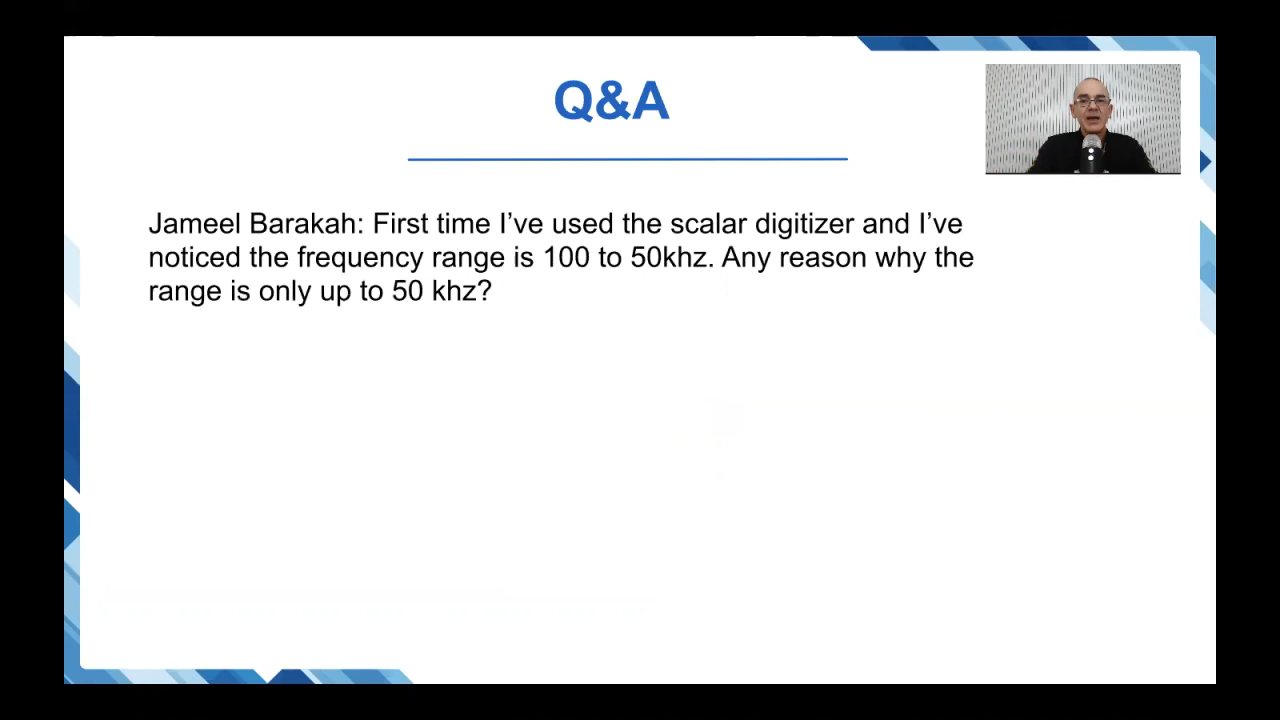 Q&A
Jameel Barakah: First time I’ve used the scalar digitizer and I’ve
noticed the frequency range is 100 to 50khz. Any reason why the
range is only up to 50 khz?